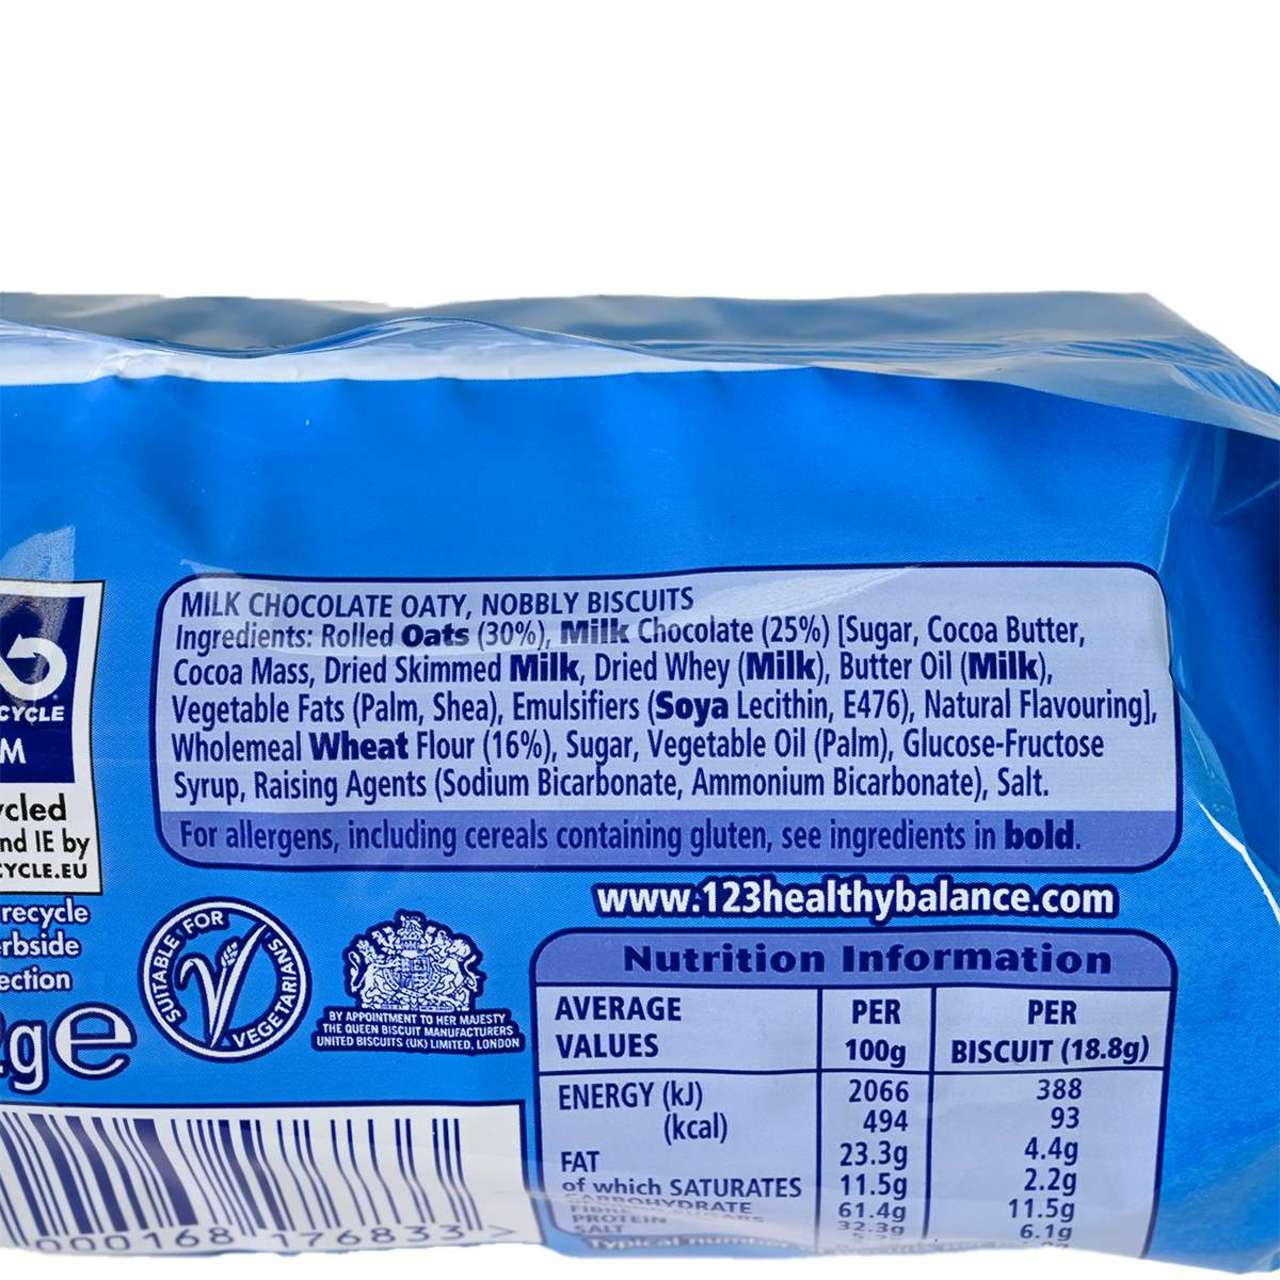 MILK CHOCOLATE OATY, NOBBLY BISCUITS
Ingredients: Rolled Oats (30%), Milk Chocolate (25%) [Sugar, Cocoa Butter,
Cocoa Mass, Dried Skimmed Milk, Dried Whey (Milk), Butter Oil (Milk),
Vegetable Fats (Palm, Shea), Emulsifiers (Soya Lecithin, E476), Natural Flavouring],
Wholemeal Wheat Flour (16%), Sugar, Vegetable Oil (Palm), Glucose-Fructose
Syrup, Raising Agents (Sodium Bicarbonate, Ammonium Bicarbonate), Salt.
For allergens, including cereals containing gluten, see ingredients in bold.
CYCLE
M
cled
nd IE by
CYCLE.EU
recycle
rbside
ection
ge
SUITABLE FOR VEGETARIANS
BY APPOINTMENT TO HER MAJESTY
THE QUEEN BISCUIT MANUFACTURERS
UNITED BISCUITS (UK) LIMITED, LONDON
000168 176833 >
www.123healthybalance.com
Nutrition Information
AVERAGE VALUES PER 100g PER BISCUIT (18.8g)
ENERGY (kJ) 2066 388
(kcal) 494 93
FAT 23.3g 4.4g
of which SATURATES 11.5g 2.2g
CARBOHYDRATE 61.4g 11.5g
32.3g 6.1g
FIBRE
PROTEIN
SALT
Typical number